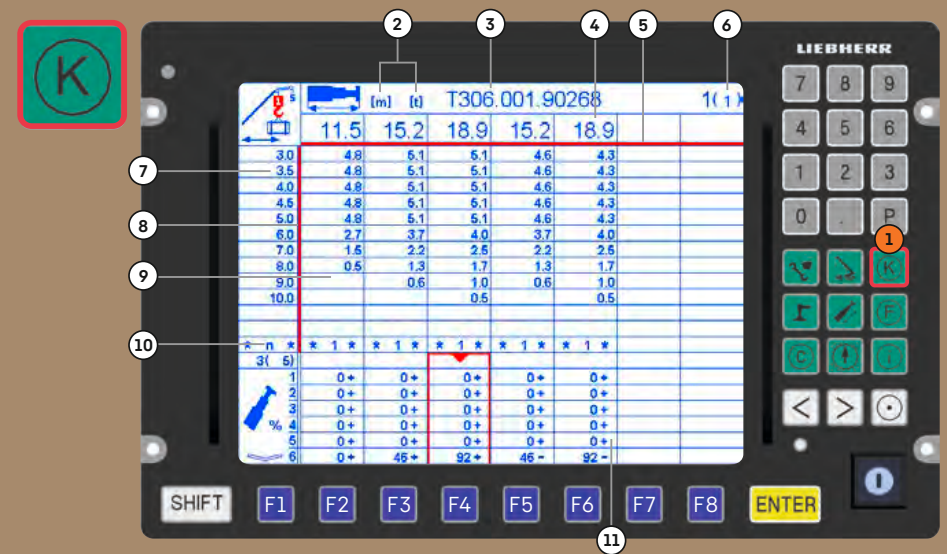 K
2 3 4 5 6
LIEBHERR
5 [m] [t] T306.001.90268 1( 1 )
1
11.5 15.2 18.9 15.2 18.9
3.0 4.8 5.1 5.1 4.6 4.3
7 3.5 4.8 5.1 5.1 4.6 4.3
4.0 4.8 5.1 5.1 4.6 4.3
4.5 4.8 5.1 5.1 4.6 4.3
8 5.0 4.8 5.1 5.1 4.6 4.3
6.0 2.7 3.7 4.0 3.7 4.0
7.0 1.5 2.2 2.5 2.2 2.5
8.0 0.5 1.3 1.7 1.3 1.7
9 9.0 0.6 1.0 0.6 1.0
10.0 0.5 0.5
10 * n * * 1 * * 1 * * 1 * * 1 * * 1 *
3( 5)
1 0+ 0+ 0+ 0+ 0+
2 0+ 0+ 0+ 0+ 0+
3 0+ 0+ 0+ 0+ 0+
% 4 0+ 0+ 0+ 0+ 0+
5 0+ 0+ 0+ 0+ 0+
6 0+ 46+ 92+ 46- 92-
7 8 9
4 5 6
1 2 3
0 . P
1
K
F
C i
< >
SHIFT F1 F2 F3 F4 F5 F6 F7 F8 ENTER
11